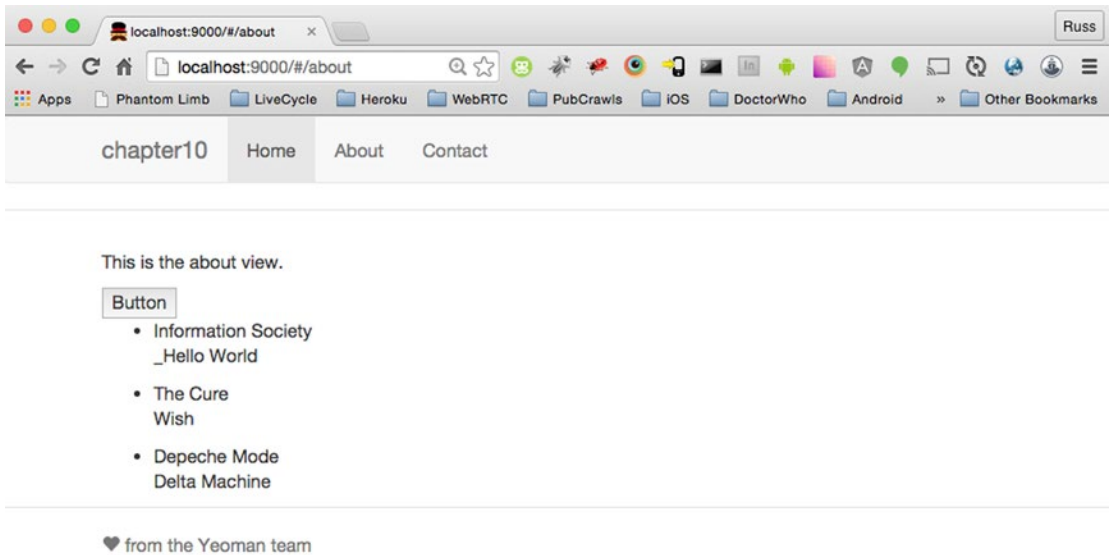 localhost:9000/#/about
Russ
localhost:9000/#/about
Apps Phantom Limb LiveCycle Heroku WebRTC PubCrawls iOS DoctorWho Android » Other Bookmarks
chapter10 Home About Contact
This is the about view.
Button
• Information Society
_Hello World
• The Cure
Wish
• Depeche Mode
Delta Machine
♥ from the Yeoman team